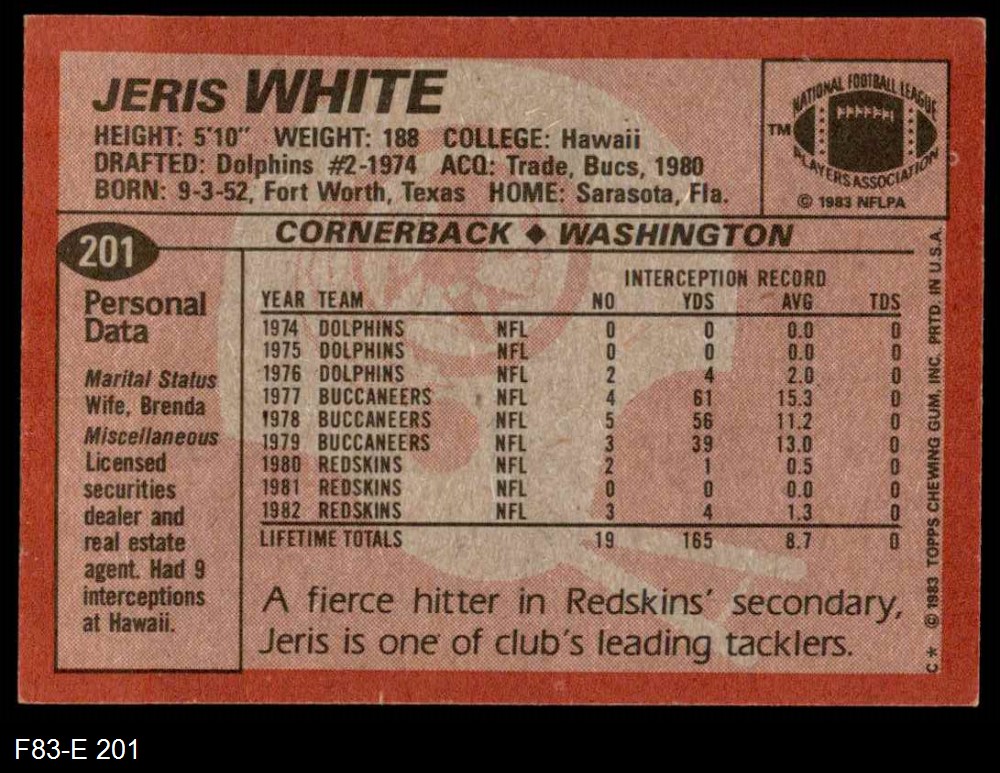 JERIS WHITE
HEIGHT: 5'10" WEIGHT: 188 COLLEGE: Hawaii
DRAFTED: Dolphins #2-1974 ACQ: Trade, Bucs, 1980
BORN: 9-3-52, Fort Worth, Texas HOME: Sarasota, Fla.
NATIONAL FOOTBALL LEAGUE
TM
PLAYERS ASSOCIATION
© 1983 NFLPA
201
CORNERBACK ◆ WASHINGTON
Personal
Data
Marital Status
Wife, Brenda
Miscellaneous
Licensed
securities
dealer and
real estate
agent. Had 9
interceptions
at Hawaii.
INTERCEPTION RECORD
YEAR TEAM NO YDS AVG TDS
1974 DOLPHINS NFL 0 0 0.0 0
1975 DOLPHINS NFL 0 0 0.0 0
1976 DOLPHINS NFL 2 4 2.0 0
1977 BUCCANEERS NFL 4 61 15.3 0
1978 BUCCANEERS NFL 5 56 11.2 0
1979 BUCCANEERS NFL 3 39 13.0 0
1980 REDSKINS NFL 2 1 0.5 0
1981 REDSKINS NFL 0 0 0.0 0
1982 REDSKINS NFL 3 4 1.3 0
LIFETIME TOTALS 19 165 8.7 0
A fierce hitter in Redskins' secondary,
Jeris is one of club's leading tacklers.
C* © 1983 TOPPS CHEWING GUM, INC. PRTD. IN U.S.A.
F83-E 201